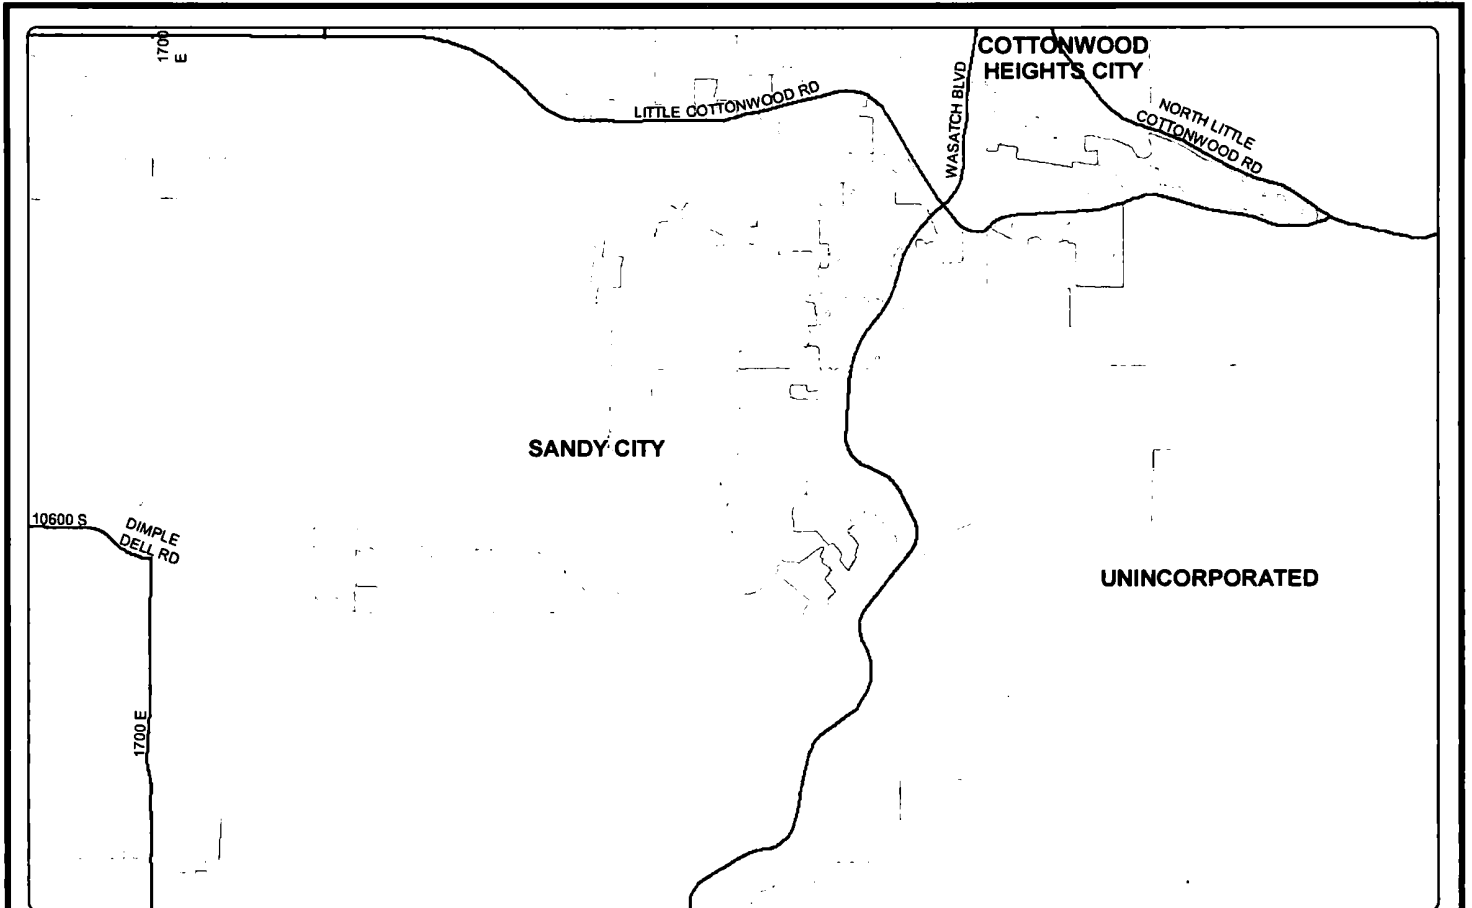 1700
E
COTTONWOOD
HEIGHTS CITY
LITTLE COTTONWOOD RD
WASATCH BLVD
NORTH LITTLE
COTTONWOOD RD
SANDY CITY
10600 S
DIMPLE
DELL RD
UNINCORPORATED
1700 E